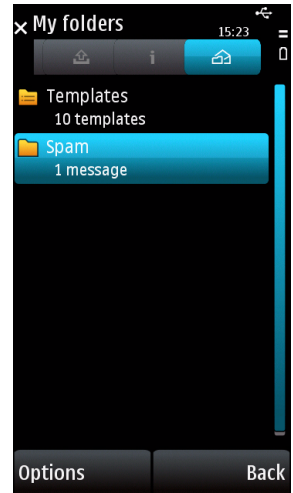 My folders
15:23
Templates
10 templates
Spam
1 message
Options
Back